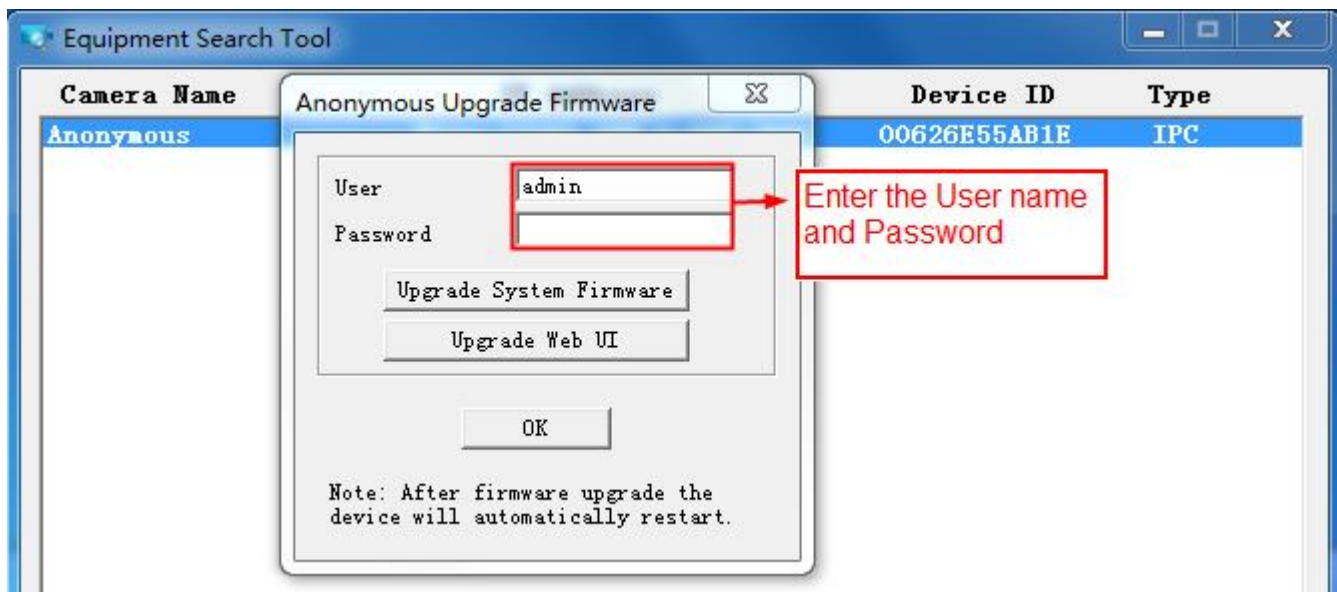 Equipment Search Tool
Camera Name Device ID Type
Anonymous 00626E55AB1E IPC
Anonymous Upgrade Firmware
User admin
Password
Enter the User name
and Password
Upgrade System Firmware
Upgrade Web UI
OK
Note: After firmware upgrade the
device will automatically restart.